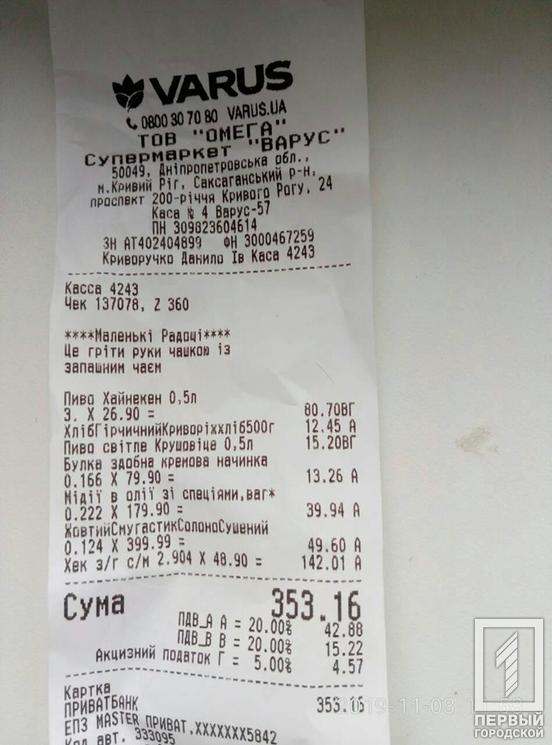 VARUS
0800 30 70 80 VARUS.UA
ТОВ "ОМЕГА"
Супермаркет "ВАРУС"
50049, Дніпропетровська обл.,
м.Кривий Ріг, Саксаганський р-н,
проспект 200-річчя Кривого Рогу, 24
Каса № 4 Варус-57
ПН 309823604614
ЗН АТ402404899 ФН 3000467259
Криворучко Данило Ів Каса 4243
Касса 4243
Чек 137078, Z 360
****Маленькі Радощі****
Це гріти руки чашкою із
запашним чаєм
Пиво Хайнекен 0,5л
3. X 26.90 = 80.70ВГ
ХлібГірчичнийКриворіххліб500г 12.45 А
Пиво світле Крушовіце 0,5л 15.20ВГ
Булка здобна кремова начинка
0.166 X 79.90 = 13.26 А
Мідії в олії зі спеціями,ваг*
0.222 X 179.90 = 39.94 А
ЖовтийСмугастикСолоноСушений
0.124 X 399.99 = 49.60 А
Хек з/г с/м 2.904 X 48.90 = 142.01 А
Сума 353.16
ПДВ_А А = 20.00% 42.88
ПДВ_В В = 20.00% 15.22
Акцизний податок Г = 5.00% 4.57
Картка 353.16
ПРИВАТБАНК
ЕПЗ MASTER ПРИВАТ.XXXXXXX5842
Код авт. 333095
1
ПЕРВЫЙ
ГОРОДСКОЙ